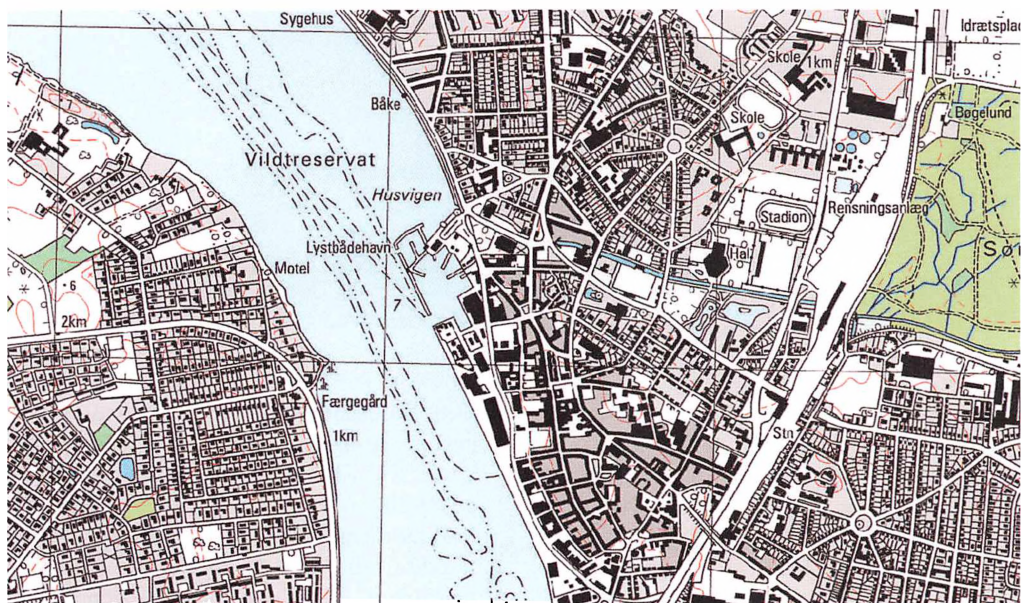 Sygehus
Idrætsplad
Skole
1km
Båke
Skole
Bøgelund
Vildtreservat
Husvigen
Stadion
Rensningsanlæg
Lystbådehavn
Hal
Motel
6
7
2km
Færgegård
1km
Stn